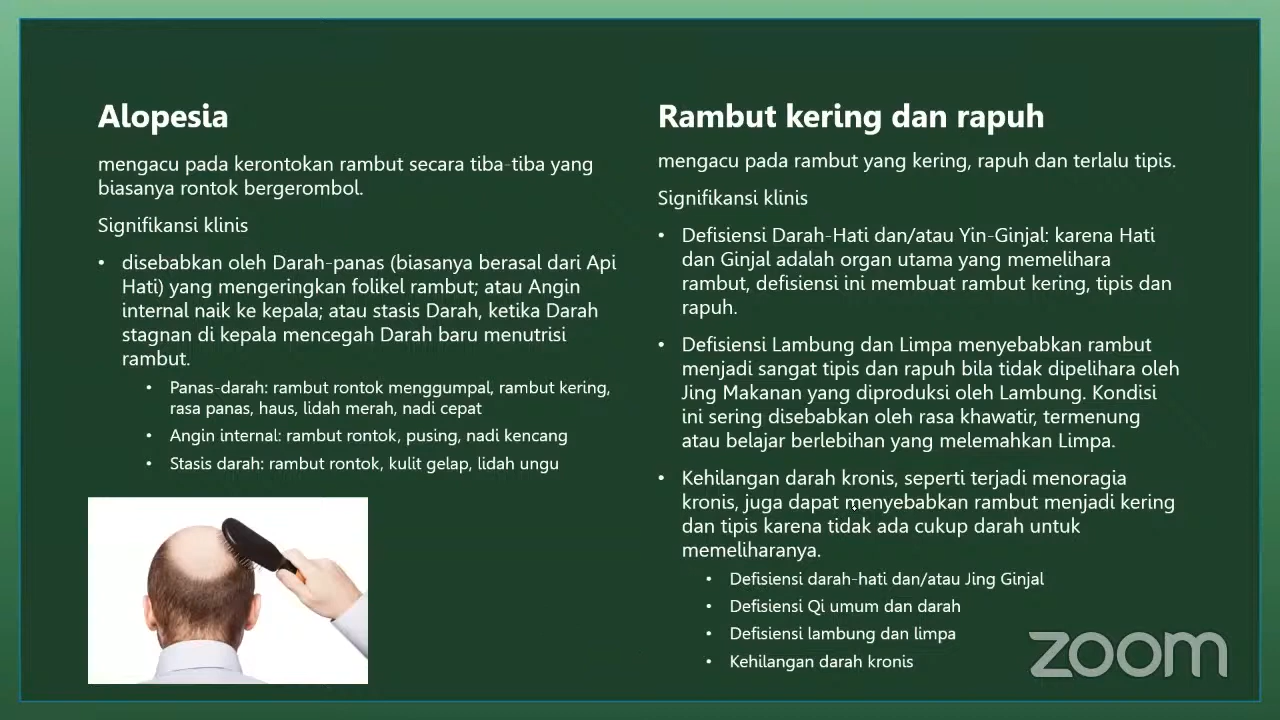 Alopesia
mengacu pada kerontokan rambut secara tiba-tiba yang
biasanya rontok bergerombol.
Signifikansi klinis
• disebabkan oleh Darah-panas (biasanya berasal dari Api
Hati) yang mengeringkan folikel rambut; atau Angin
internal naik ke kepala; atau stasis Darah, ketika Darah
stagnan di kepala mencegah Darah baru menutrisi
rambut.
• Panas-darah: rambut rontok menggumpal, rambut kering,
rasa panas, haus, lidah merah, nadi cepat
• Angin internal: rambut rontok, pusing, nadi kencang
• Stasis darah: rambut rontok, kulit gelap, lidah ungu
Rambut kering dan rapuh
mengacu pada rambut yang kering, rapuh dan terlalu tipis.
Signifikansi klinis
• Defisiensi Darah-Hati dan/atau Yin-Ginjal: karena Hati
dan Ginjal adalah organ utama yang memelihara
rambut, defisiensi ini membuat rambut kering, tipis dan
rapuh.
• Defisiensi Lambung dan Limpa menyebabkan rambut
menjadi sangat tipis dan rapuh bila tidak dipelihara oleh
Jing Makanan yang diproduksi oleh Lambung. Kondisi
ini sering disebabkan oleh rasa khawatir, termenung
atau belajar berlebihan yang melemahkan Limpa.
• Kehilangan darah kronis, seperti terjadi menoragia
kronis, juga dapat menyebabkan rambut menjadi kering
dan tipis karena tidak ada cukup darah untuk
memeliharanya.
• Defisiensi darah-hati dan/atau Jing Ginjal
• Defisiensi Qi umum dan darah
• Defisiensi lambung dan limpa
• Kehilangan darah kronis
zoom